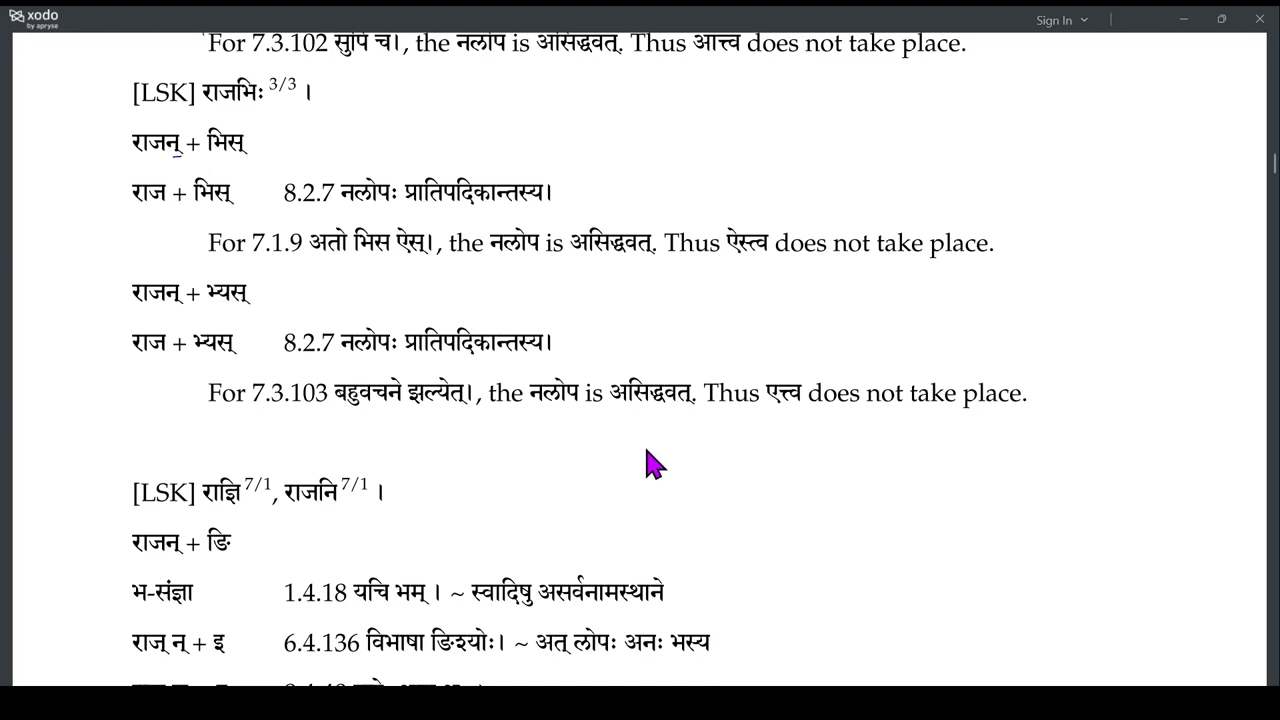 xodo
by apryse
Sign In
For 7.3.102 सुपि च।, the नलोप is असिद्धवत्. Thus आत्त्व does not take place.
[LSK] राजभिः 3/3 ।
राजन् + भिस्
राज + भिस् 8.2.7 नलोपः प्रातिपदिकान्तस्य।
For 7.1.9 अतो भिस ऐस्।, the नलोप is असिद्धवत्. Thus ऐस्त्व does not take place.
राजन् + भ्यस्
राज + भ्यस् 8.2.7 नलोपः प्रातिपदिकान्तस्य।
For 7.3.103 बहुवचने झल्येत्।, the नलोप is असिद्धवत्. Thus एत्त्व does not take place.
[LSK] राज्ञि 7/1, राजनि 7/1 ।
राजन् + ङि
भ-संज्ञा 1.4.18 यचि भम् । ~ स्वादिषु असर्वनामस्थाने
राज् न् + इ 6.4.136 विभाषा ङिश्योः। ~ अत् लोपः अनः भस्य